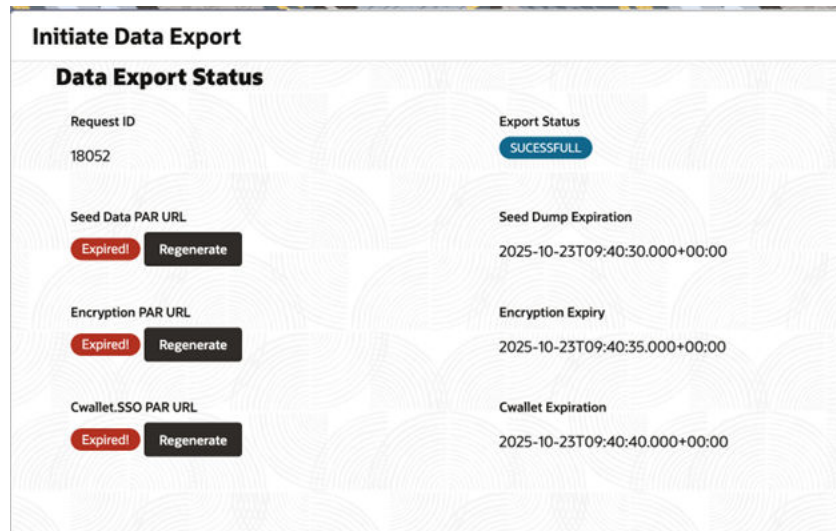 Initiate Data Export
Data Export Status
Request ID
Export Status
18052
SUCESSFULL
Seed Data PAR URL
Seed Dump Expiration
Expired! Regenerate
2025-10-23T09:40:30.000+00:00
Encryption PAR URL
Encryption Expiry
Expired! Regenerate
2025-10-23T09:40:35.000+00:00
Cwallet.SSO PAR URL
Cwallet Expiration
Expired! Regenerate
2025-10-23T09:40:40.000+00:00